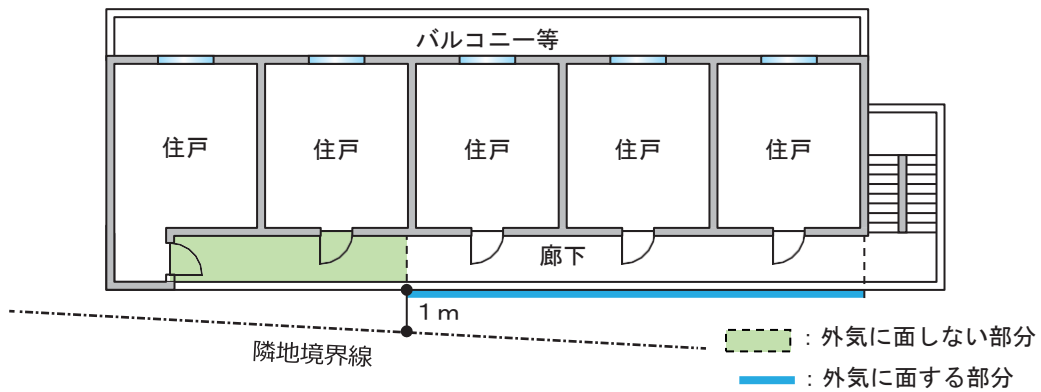 バルコニー等
住戸
住戸
住戸
住戸
住戸
廊下
1m
隣地境界線
：外気に面しない部分
：外気に面する部分